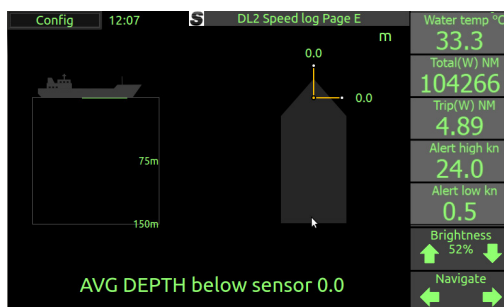 Config 12:07 S DL2 Speed log Page E
m
0.0
0.0
75m
150m
AVG DEPTH below sensor 0.0
Water temp °C
33.3
Total(W) NM
104266
Trip(W) NM
4.89
Alert high kn
24.0
Alert low kn
0.5
Brightness
52%
Navigate